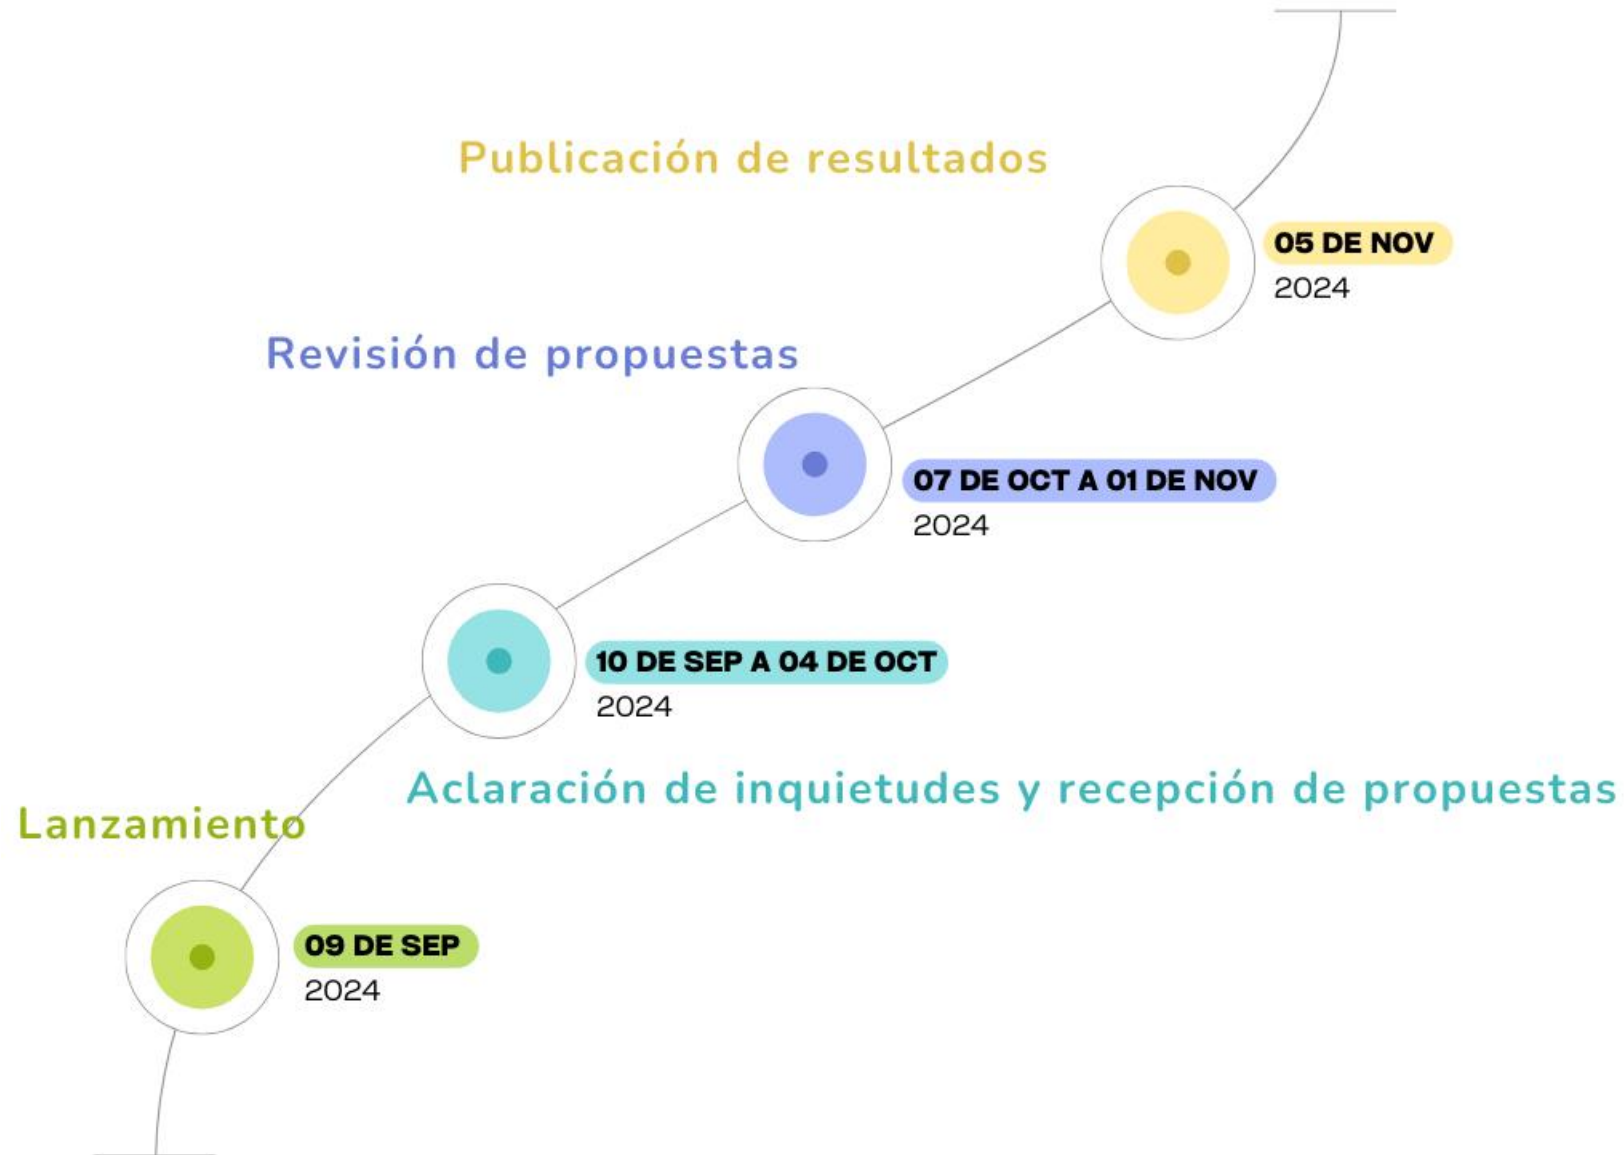 Publicación de resultados
05 DE NOV
2024
Revisión de propuestas
07 DE OCT A 01 DE NOV
2024
10 DE SEP A 04 DE OCT
2024
Aclaración de inquietudes y recepción de propuestas
Lanzamiento
09 DE SEP
2024